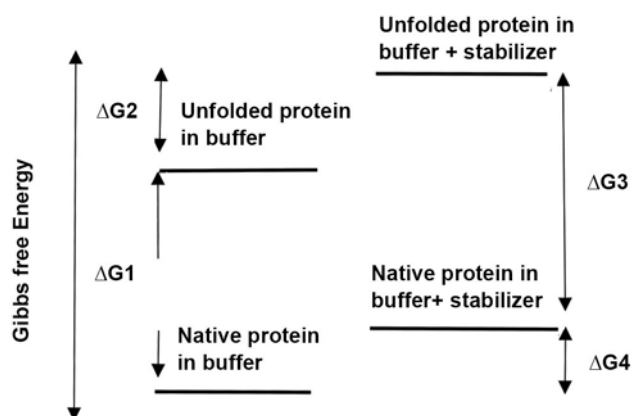 Unfolded protein in
buffer + stabilizer
ΔG2
Unfolded protein
in buffer
ΔG3
Gibbs free Energy
ΔG1
Native protein in
buffer+ stabilizer
Native protein
in buffer
ΔG4